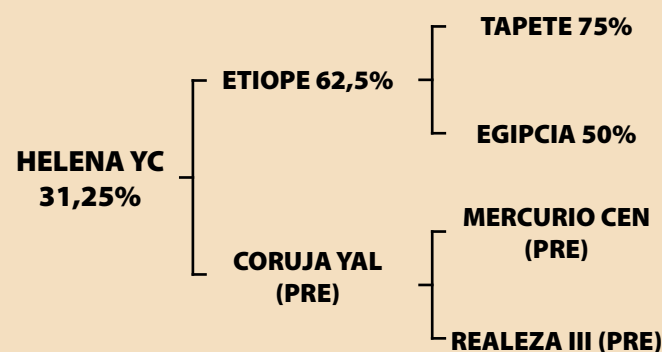 TAPETE 75%
ETIOPE 62,5%
EGIPCIA 50%
HELENA YC
31,25%
MERCURIO CEN
(PRE)
CORUJA YAL
(PRE)
REALEZA III (PRE)